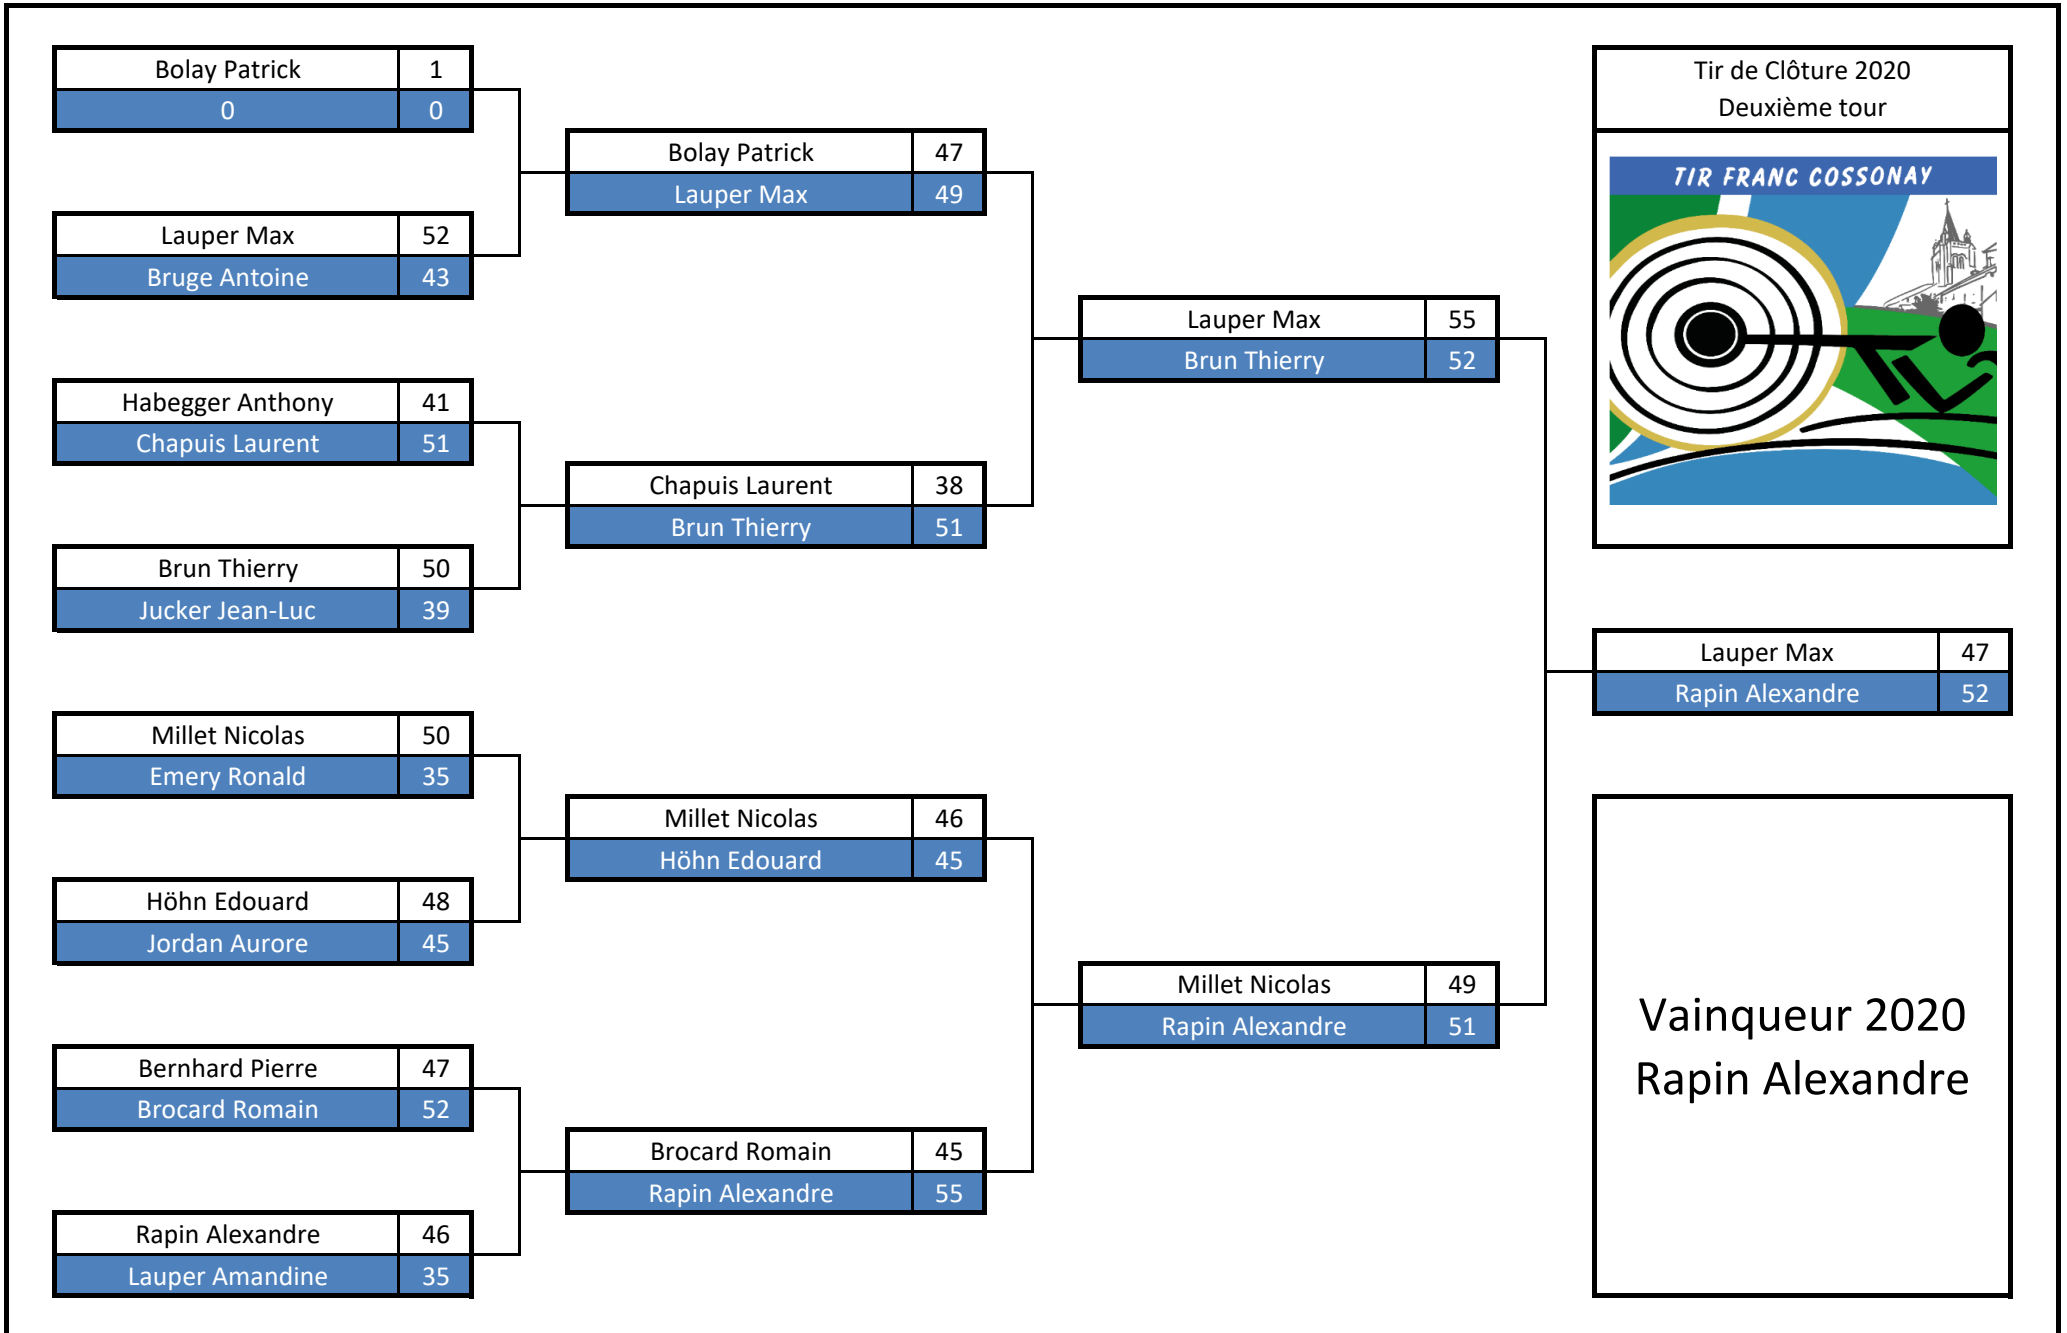 Bolay Patrick 1
0 0
Lauper Max 52
Bruge Antoine 43
Habegger Anthony 41
Chapuis Laurent 51
Brun Thierry 50
Jucker Jean-Luc 39
Millet Nicolas 50
Emery Ronald 35
Höhn Edouard 48
Jordan Aurore 45
Bernhard Pierre 47
Brocard Romain 52
Rapin Alexandre 46
Lauper Amandine 35
Bolay Patrick 47
Lauper Max 49
Chapuis Laurent 38
Brun Thierry 51
Millet Nicolas 46
Höhn Edouard 45
Brocard Romain 45
Rapin Alexandre 55
Lauper Max 55
Brun Thierry 52
Millet Nicolas 49
Rapin Alexandre 51
Tir de Clôture 2020
Deuxième tour
TIR FRANC COSSONAY
Lauper Max 47
Rapin Alexandre 52
Vainqueur 2020
Rapin Alexandre